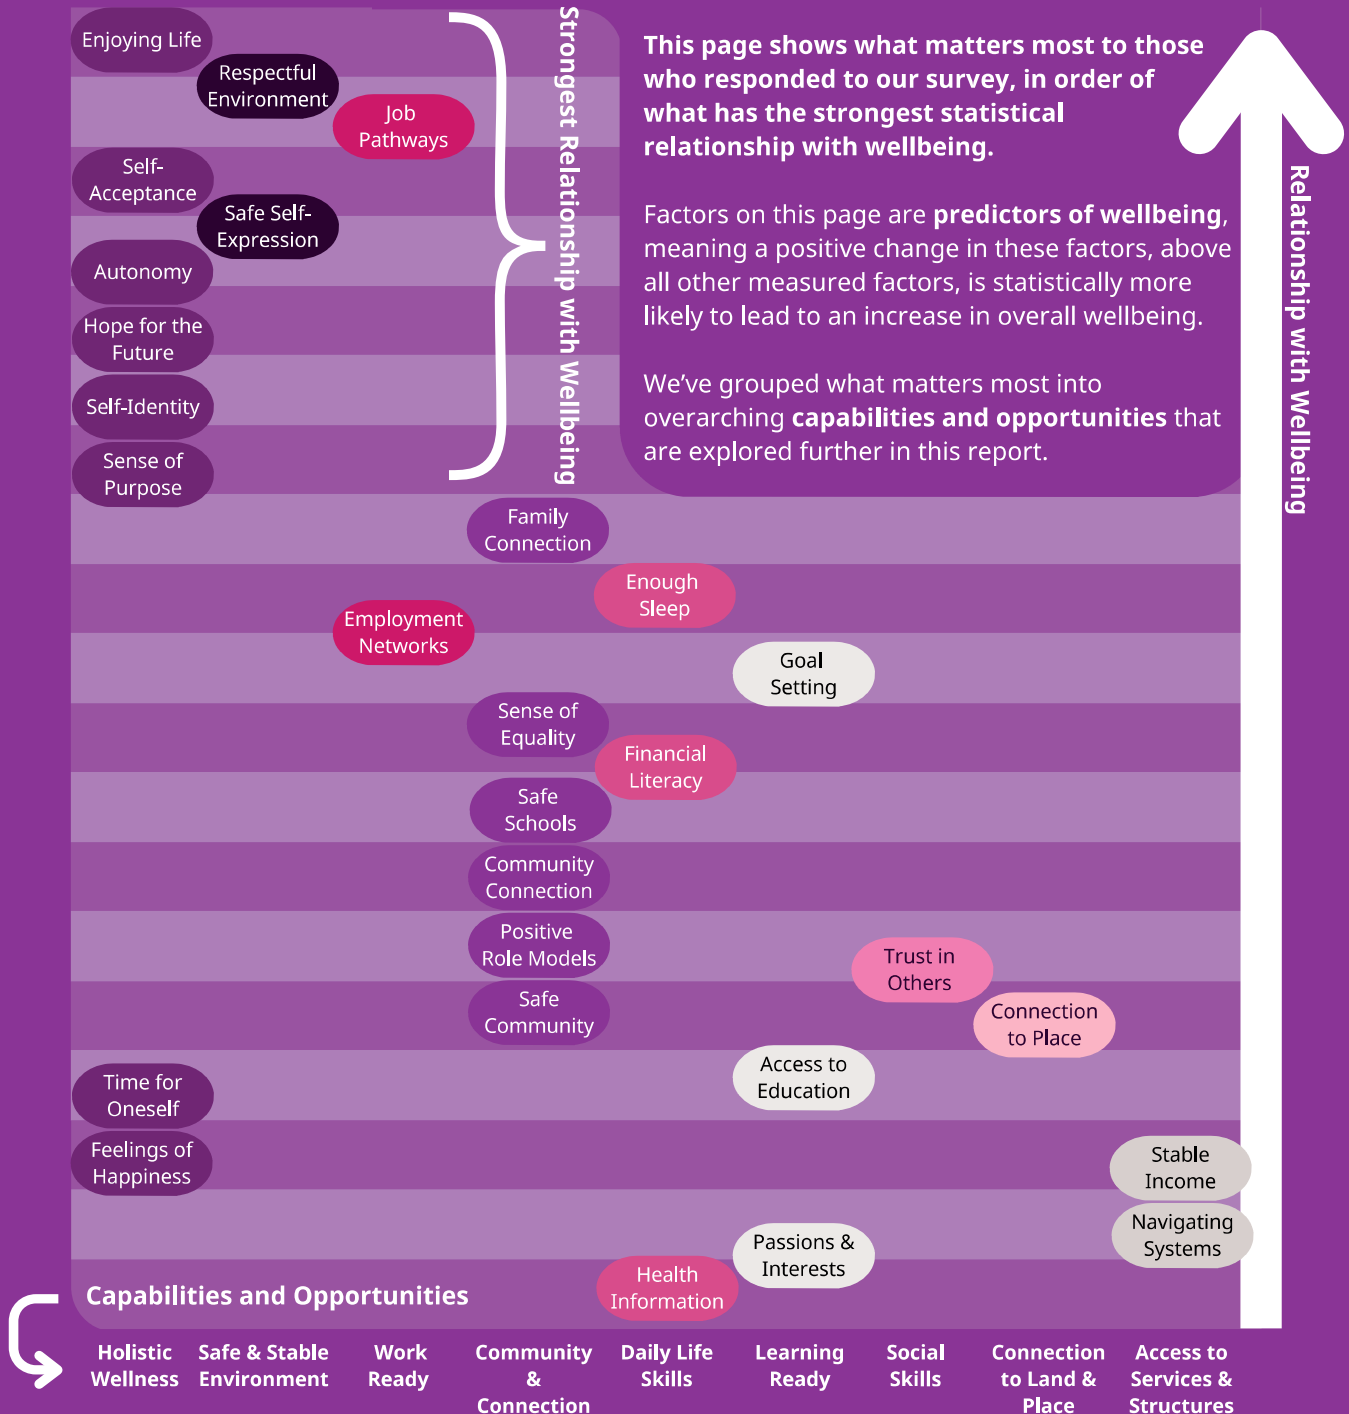 Enjoying Life
Respectful
Environment
Job
Pathways
Self-
Acceptance
Safe Self-
Expression
Autonomy
Hope for the
Future
Self-Identity
Sense of
Purpose
Strongest Relationship with Wellbeing
This page shows what matters most to those
who responded to our survey, in order of
what has the strongest statistical
relationship with wellbeing.
Factors on this page are predictors of wellbeing,
meaning a positive change in these factors, above
all other measured factors, is statistically more
likely to lead to an increase in overall wellbeing.
We've grouped what matters most into
overarching capabilities and opportunities that
are explored further in this report.
Relationship with Wellbeing
Family
Connection
Enough
Sleep
Employment
Networks
Goal
Setting
Sense of
Equality
Financial
Literacy
Safe
Schools
Community
Connection
Positive
Role Models
Trust in
Others
Safe
Community
Connection
to Place
Access to
Education
Time for
Oneself
Feelings of
Happiness
Stable
Income
Navigating
Systems
Passions &
Interests
Health
Information
Capabilities and Opportunities
Holistic
Wellness
Safe & Stable
Environment
Work
Ready
Community
&
Connection
Daily Life
Skills
Learning
Ready
Social
Skills
Connection
to Land &
Place
Access to
Services &
Structures